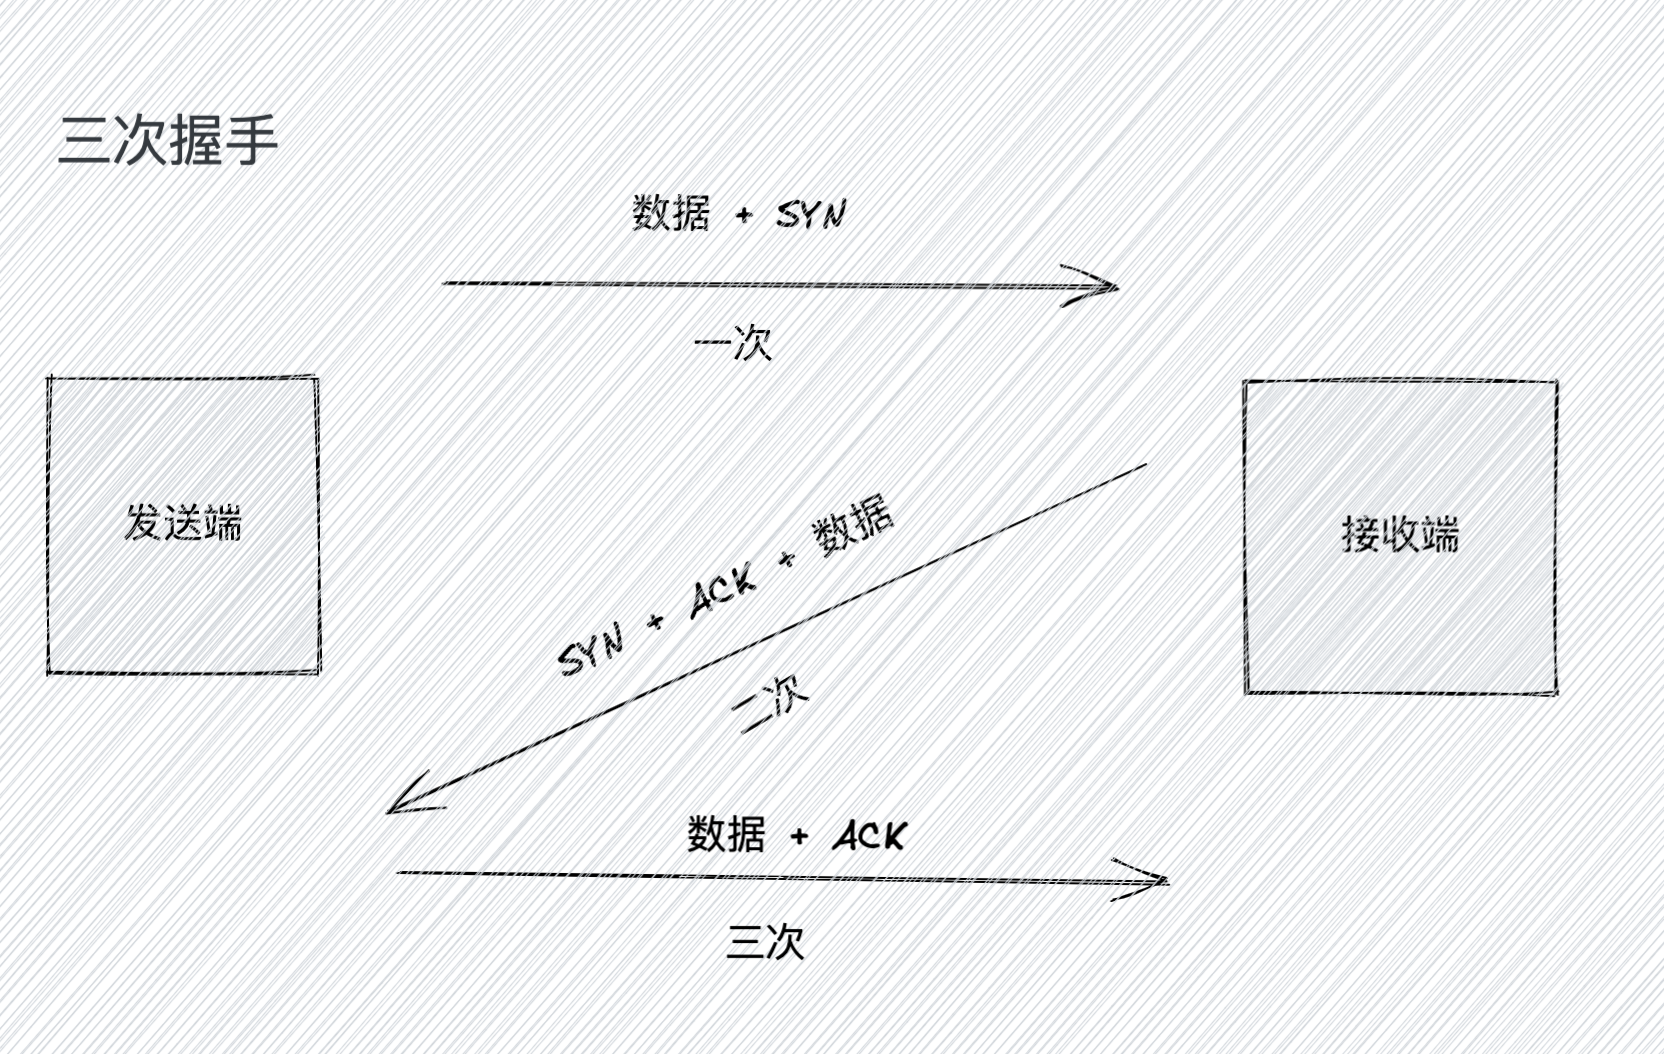 三次握手
数据 + SYN
一次
发送端
接收端
SYN + ACK + 数据
二次
数据 + ACK
三次